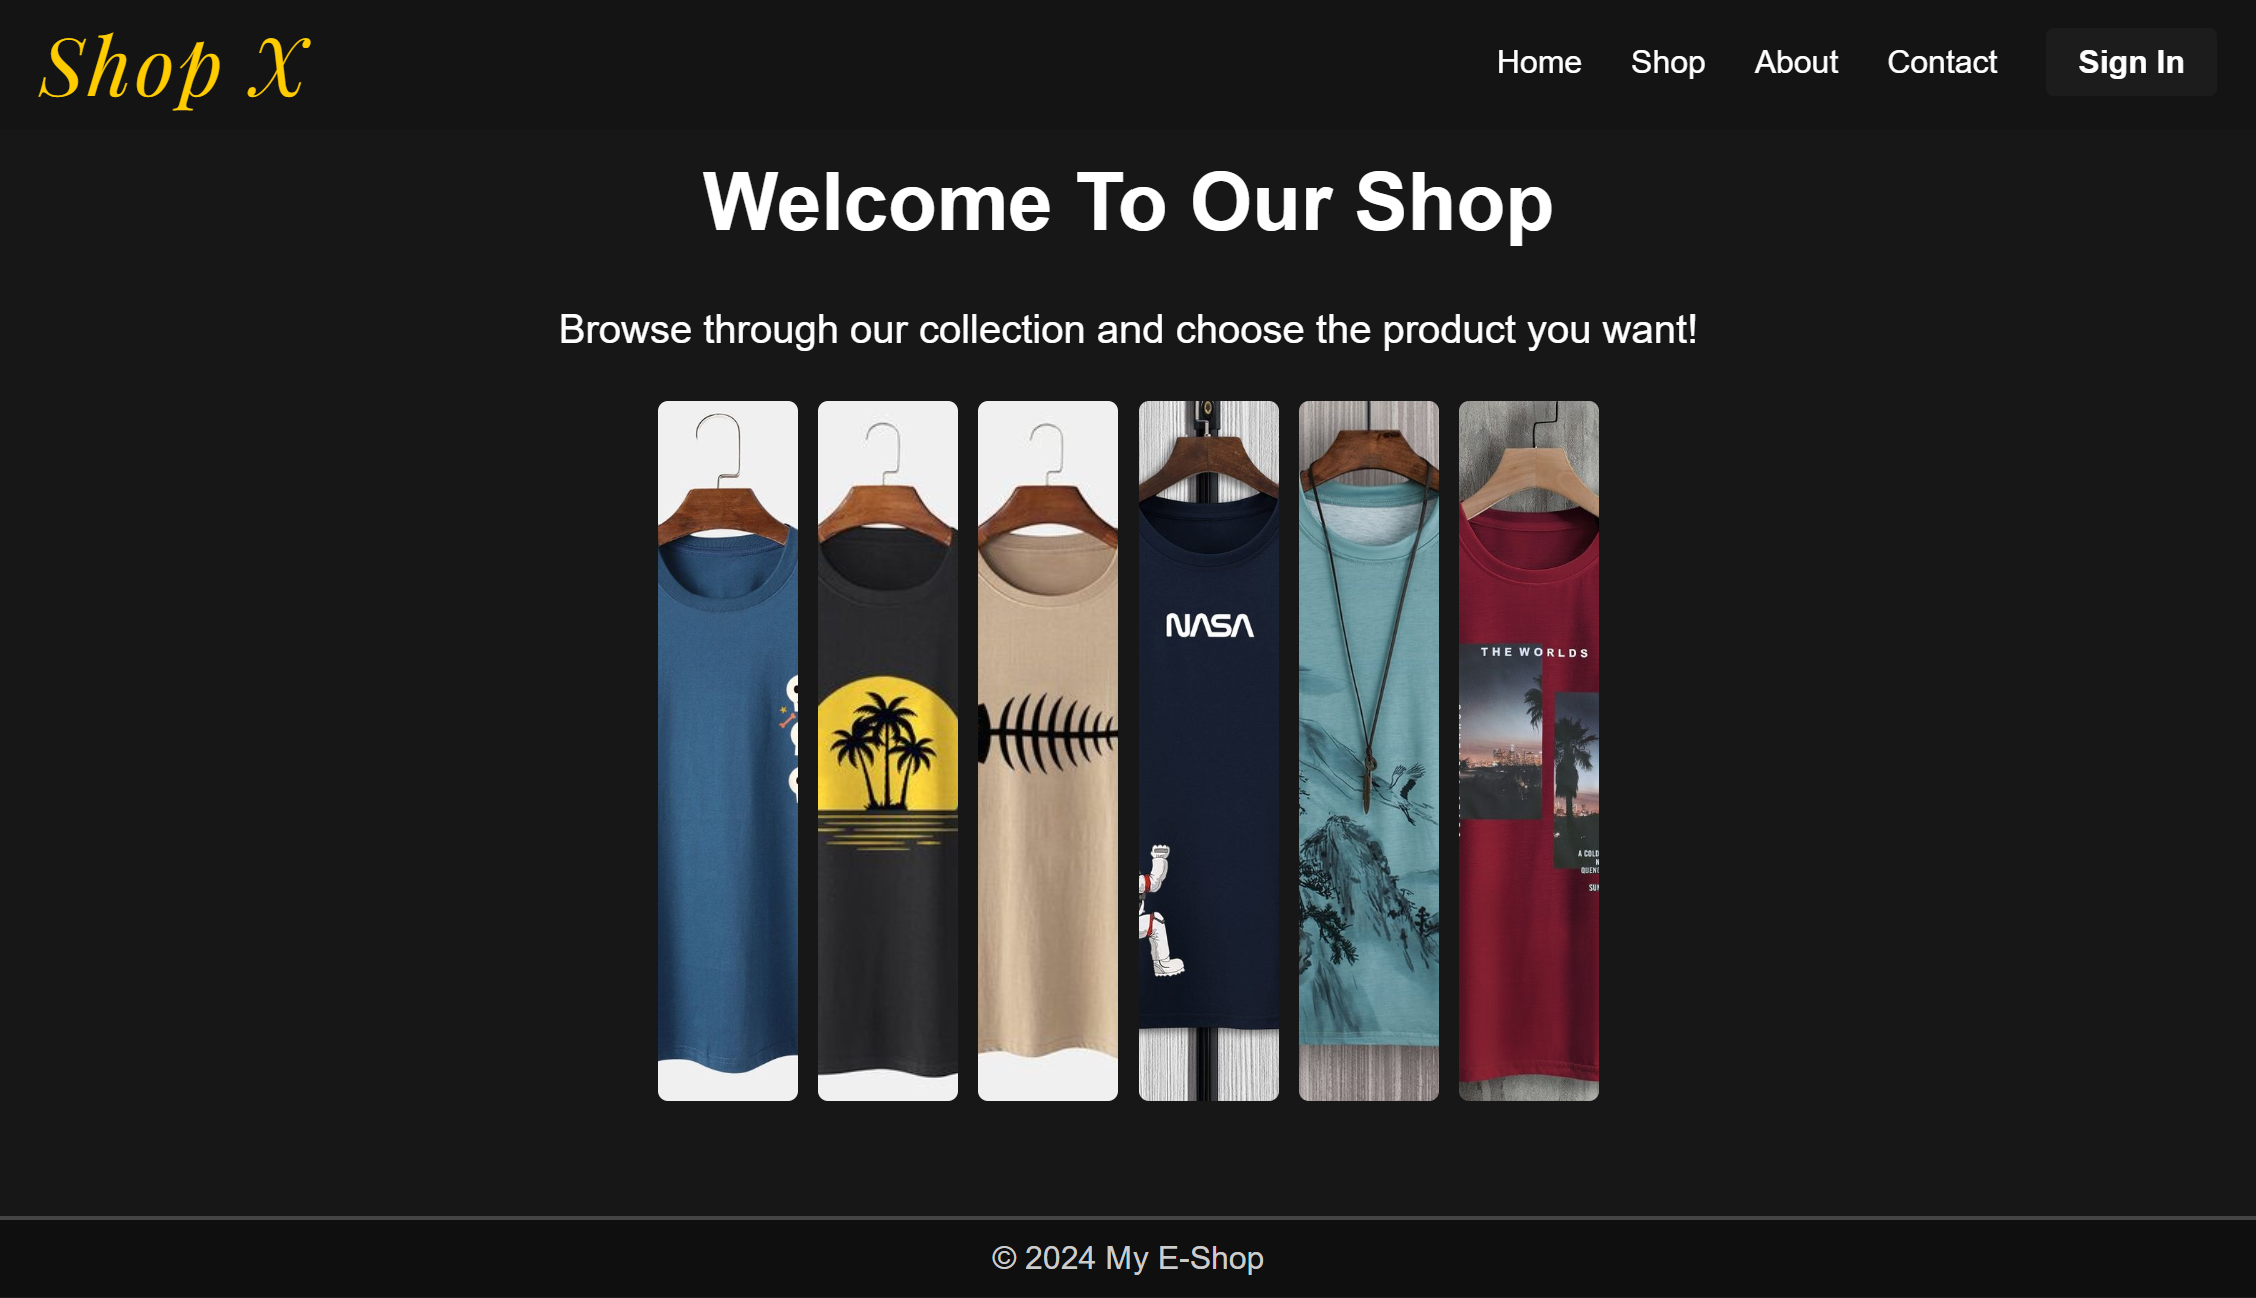 Shop X
Home
Shop
About
Contact
Sign In
Welcome To Our Shop
Browse through our collection and choose the product you want!
NASA
THE WORLDS
A COLD
© 2024 My E-Shop